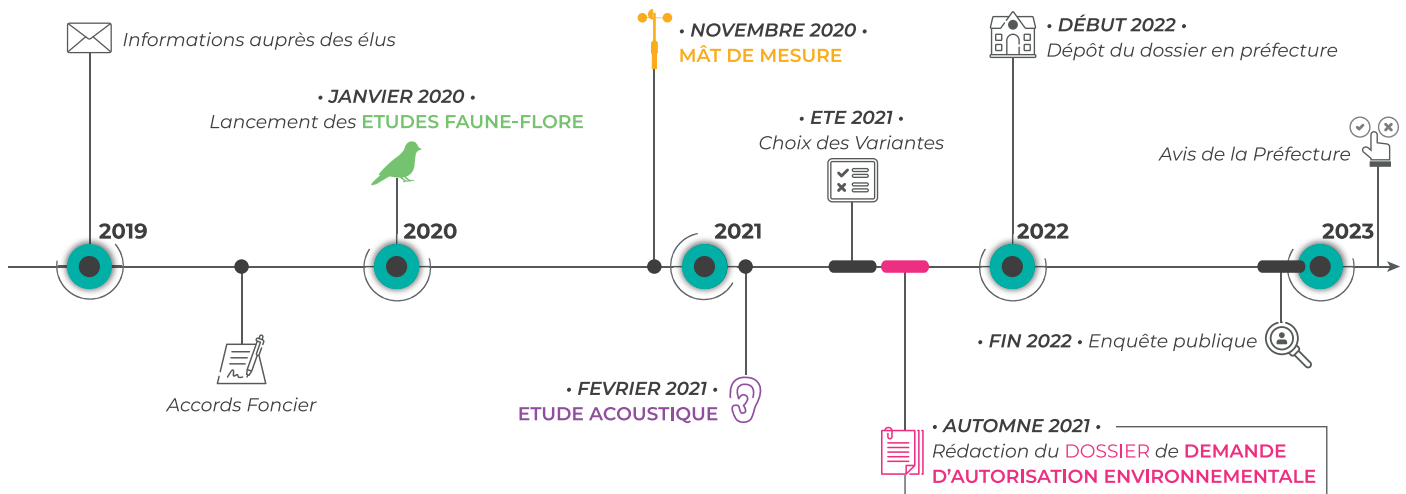 Informations auprès des élus
• JANVIER 2020 •
Lancement des ETUDES FAUNE-FLORE
• NOVEMBRE 2020 •
MÂT DE MESURE
• ETE 2021 •
Choix des Variantes
• DÉBUT 2022 •
Dépôt du dossier en préfecture
Avis de la Préfecture
2019
2020
2021
2022
2023
Accords Foncier
• FEVRIER 2021 •
ETUDE ACOUSTIQUE
• FIN 2022 • Enquête publique
• AUTOMNE 2021 •
Rédaction du DOSSIER de DEMANDE
D'AUTORISATION ENVIRONNEMENTALE